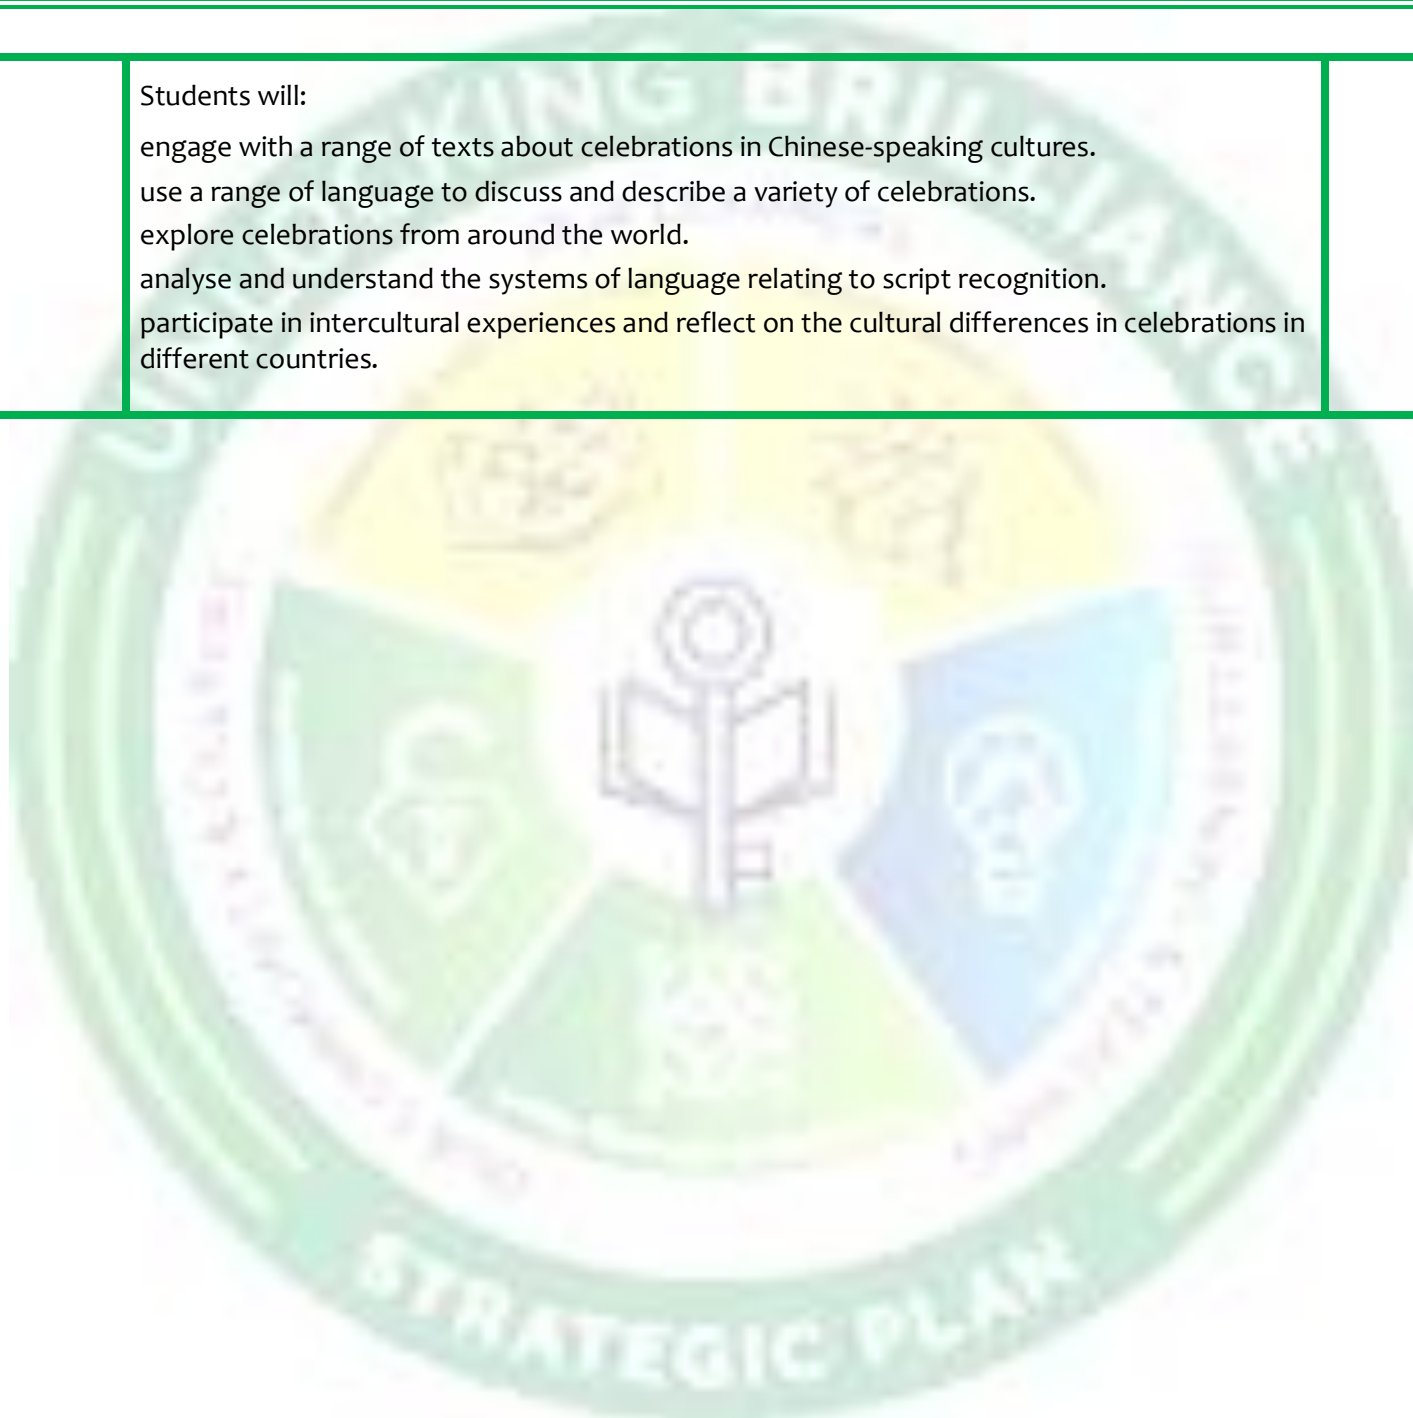 Students will:
engage with a range of texts about celebrations in Chinese-speaking cultures.
use a range of language to discuss and describe a variety of celebrations.
explore celebrations from around the world.
analyse and understand the systems of language relating to script recognition.
participate in intercultural experiences and reflect on the cultural differences in celebrations in
different countries.
UNLOCKING BRILLIANCE
STRATEGIC PLAN